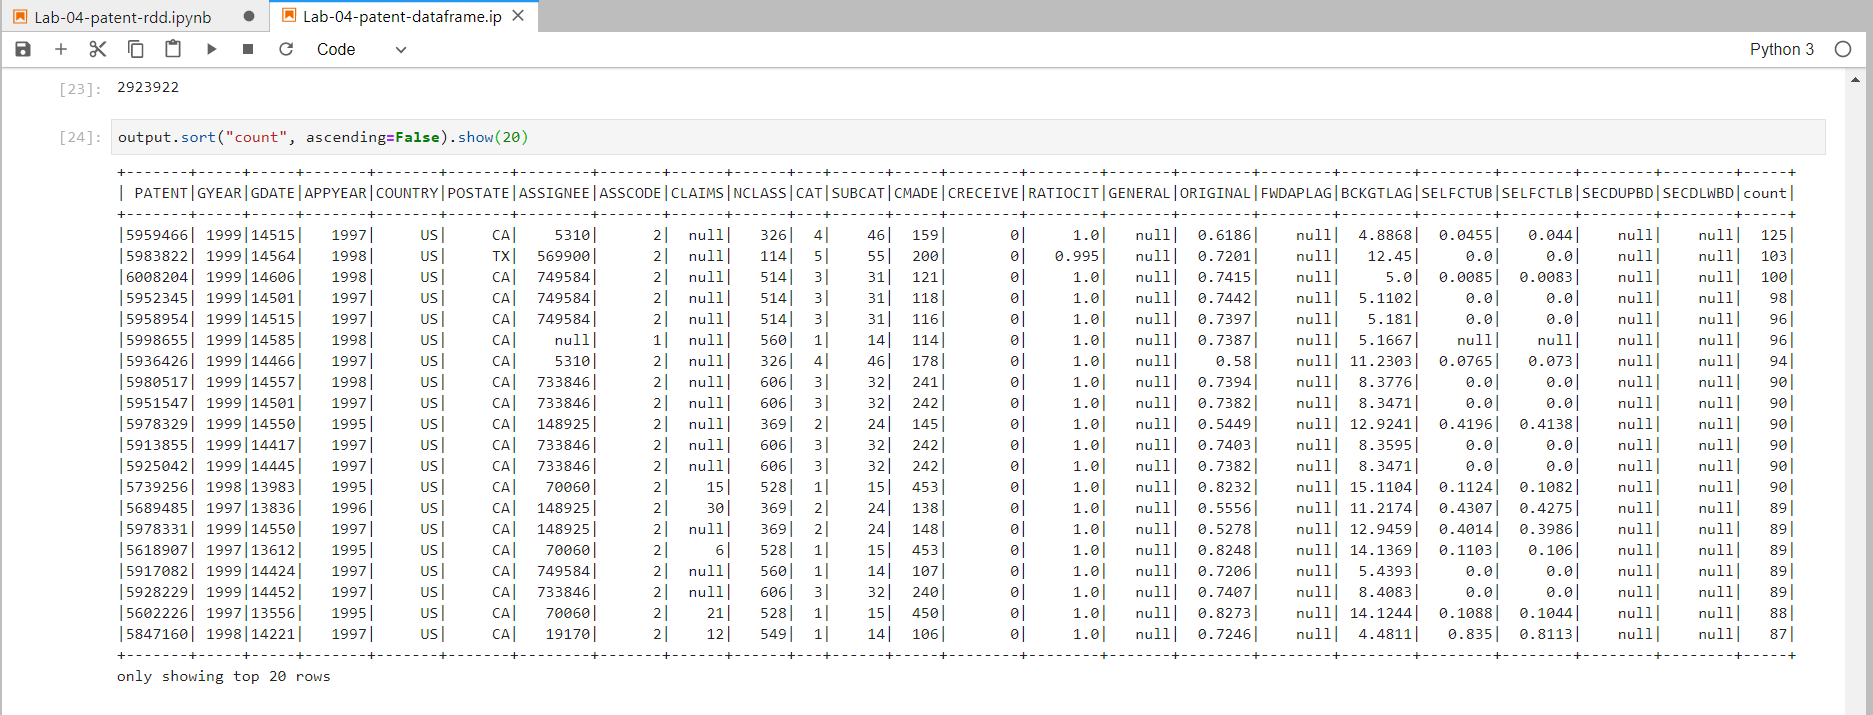 Lab-04-patent-rdd.ipynb
Lab-04-patent-dataframe.ip
Code
Python 3
[23]: 2923922
[24]: output.sort("count", ascending=False).show(20)
+-------+-----+-----+-------+-------+-------+--------+-------+------+------+---+------+-----+--------+--------+-------+--------+--------+--------+--------+--------+--------+--------+-----+
| PATENT|GYEAR|GDATE|APPYEAR|COUNTRY|POSTATE|ASSIGNEE|ASSCODE|CLAIMS|NCLASS|CAT|SUBCAT|CMADE|CRECEIVE|RATIOCIT|GENERAL|ORIGINAL|FWDAPLAG|BCKGTLAG|SELFCTUB|SELFCTLB|SECDUPBD|SECDLWBD|count|
+-------+-----+-----+-------+-------+-------+--------+-------+------+------+---+------+-----+--------+--------+-------+--------+--------+--------+--------+--------+--------+--------+-----+
|5959466| 1999|14515|   1997|     US|     CA|    5310|      2|  null|   326|  4|    46|  159|       0|     1.0|   null|  0.6186|    null|  4.8868|  0.0455|   0.044|    null|    null|  125|
|5983822| 1999|14564|   1998|     US|     TX|  569900|      2|  null|   114|  5|    55|  200|       0|   0.995|   null|  0.7201|    null|   12.45|     0.0|     0.0|    null|    null|  103|
|6008204| 1999|14606|   1998|     US|     CA|  749584|      2|  null|   514|  3|    31|  121|       0|     1.0|   null|  0.7415|    null|     5.0|  0.0085|  0.0083|    null|    null|  100|
|5952345| 1999|14501|   1997|     US|     CA|  749584|      2|  null|   514|  3|    31|  118|       0|     1.0|   null|  0.7442|    null|  5.1102|     0.0|     0.0|    null|    null|   98|
|5958954| 1999|14515|   1997|     US|     CA|  749584|      2|  null|   514|  3|    31|  116|       0|     1.0|   null|  0.7397|    null|   5.181|     0.0|     0.0|    null|    null|   96|
|5998655| 1999|14585|   1998|     US|     CA|    null|      1|  null|   560|  1|    14|  114|       0|     1.0|   null|  0.7387|    null|  5.1667|    null|    null|    null|    null|   96|
|5936426| 1999|14466|   1997|     US|     CA|    5310|      2|  null|   326|  4|    46|  178|       0|     1.0|   null|    0.58|    null| 11.2303|  0.0765|   0.073|    null|    null|   94|
|5980517| 1999|14557|   1998|     US|     CA|  733846|      2|  null|   606|  3|    32|  241|       0|     1.0|   null|  0.7394|    null|  8.3776|     0.0|     0.0|    null|    null|   90|
|5951547| 1999|14501|   1997|     US|     CA|  733846|      2|  null|   606|  3|    32|  242|       0|     1.0|   null|  0.7382|    null|  8.3471|     0.0|     0.0|    null|    null|   90|
|5978329| 1999|14550|   1995|     US|     CA|  148925|      2|  null|   369|  2|    24|  145|       0|     1.0|   null|  0.5449|    null| 12.9241|  0.4196|  0.4138|    null|    null|   90|
|5913855| 1999|14417|   1997|     US|     CA|  733846|      2|  null|   606|  3|    32|  242|       0|     1.0|   null|  0.7403|    null|  8.3595|     0.0|     0.0|    null|    null|   90|
|5925042| 1999|14445|   1997|     US|     CA|  733846|      2|  null|   606|  3|    32|  242|       0|     1.0|   null|  0.7382|    null|  8.3471|     0.0|     0.0|    null|    null|   90|
|5739256| 1998|13983|   1995|     US|     CA|   70060|      2|    15|   528|  1|    15|  453|       0|     1.0|   null|  0.8232|    null| 15.1104|  0.1124|  0.1082|    null|    null|   90|
|5689485| 1997|13836|   1996|     US|     CA|  148925|      2|    30|   369|  2|    24|  138|       0|     1.0|   null|  0.5556|    null| 11.2174|  0.4307|  0.4275|    null|    null|   89|
|5978331| 1999|14550|   1997|     US|     CA|  148925|      2|  null|   369|  2|    24|  148|       0|     1.0|   null|  0.5278|    null| 12.9459|  0.4014|  0.3986|    null|    null|   89|
|5618907| 1997|13612|   1995|     US|     CA|   70060|      2|     6|   528|  1|    15|  453|       0|     1.0|   null|  0.8248|    null| 14.1369|  0.1103|   0.106|    null|    null|   89|
|5917082| 1999|14424|   1997|     US|     CA|  749584|      2|  null|   560|  1|    14|  107|       0|     1.0|   null|  0.7206|    null|  5.4393|     0.0|     0.0|    null|    null|   89|
|5928229| 1999|14452|   1997|     US|     CA|  733846|      2|  null|   606|  3|    32|  240|       0|     1.0|   null|  0.7407|    null|  8.4083|     0.0|     0.0|    null|    null|   89|
|5602226| 1997|13556|   1995|     US|     CA|   70060|      2|    21|   528|  1|    15|  450|       0|     1.0|   null|  0.8273|    null| 14.1244|  0.1088|  0.1044|    null|    null|   88|
|5847160| 1998|14221|   1997|     US|     CA|   19170|      2|    12|   549|  1|    14|  106|       0|     1.0|   null|  0.7246|    null|  4.4811|   0.835|  0.8113|    null|    null|   87|
+-------+-----+-----+-------+-------+-------+--------+-------+------+------+---+------+-----+--------+--------+-------+--------+--------+--------+--------+--------+--------+--------+-----+
only showing top 20 rows